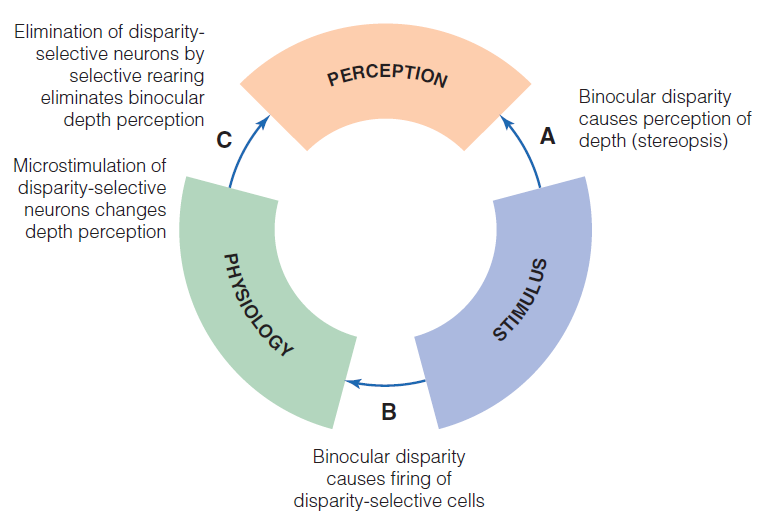 Elimination of disparity-
selective neurons by
selective rearing
eliminates binocular
depth perception
Microstimulation of
disparity-selective
neurons changes
depth perception
C
PERCEPTION
A
Binocular disparity
causes perception of
depth (stereopsis)
PHYSIOLOGY
STIMULUS
B
Binocular disparity
causes firing of
disparity-selective cells